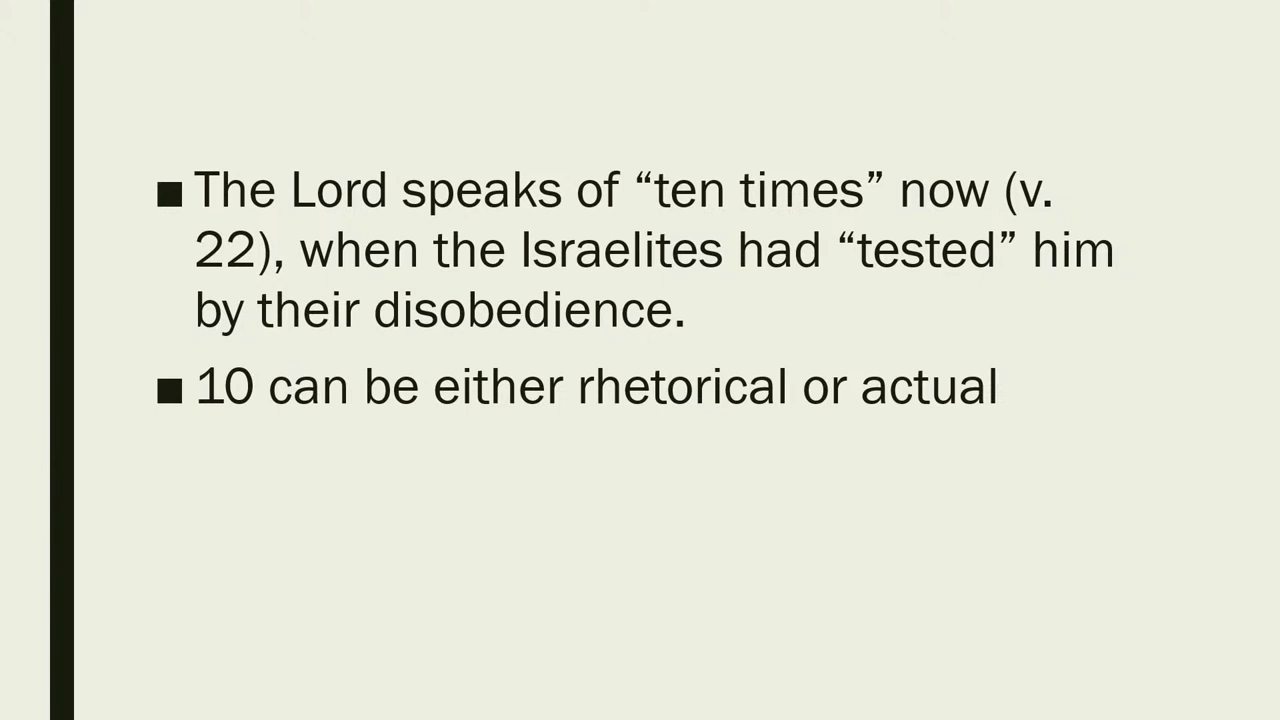 ■ The Lord speaks of “ten times” now (v.
22), when the Israelites had “tested” him
by their disobedience.
■ 10 can be either rhetorical or actual